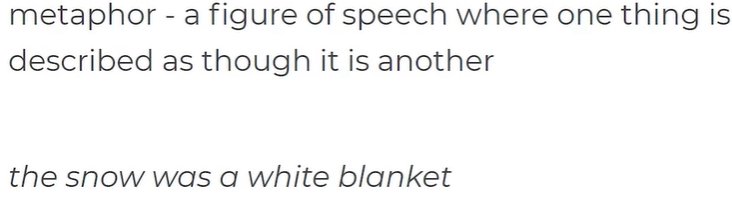 metaphor - a figure of speech where one thing is
described as though it is another
the snow was a white blanket